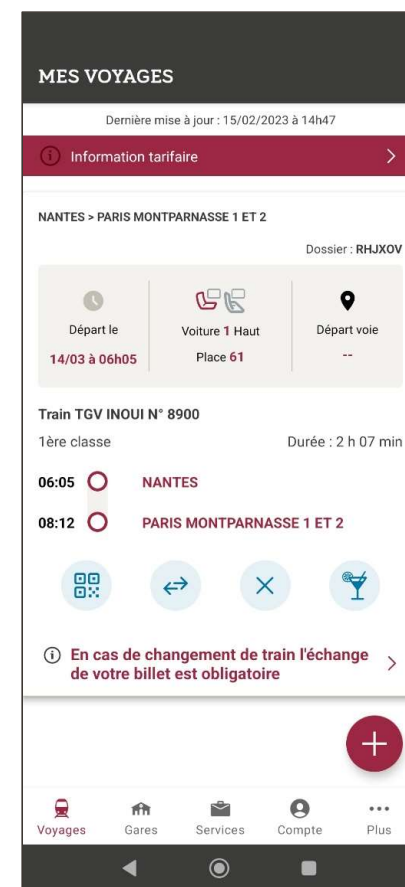 MES VOYAGES
Dernière mise à jour : 15/02/2023 à 14h47
Information tarifaire
NANTES > PARIS MONTPARNASSE 1 ET 2
Dossier : RHJXOV
Départ le
14/03 à 06h05
Voiture 1 Haut
Place 61
Départ voie
--
Train TGV INOUI N° 8900
1ère classe
Durée : 2 h 07 min
06:05 NANTES
08:12 PARIS MONTPARNASSE 1 ET 2
En cas de changement de train l'échange
de votre billet est obligatoire
Voyages Gares Services Compte Plus